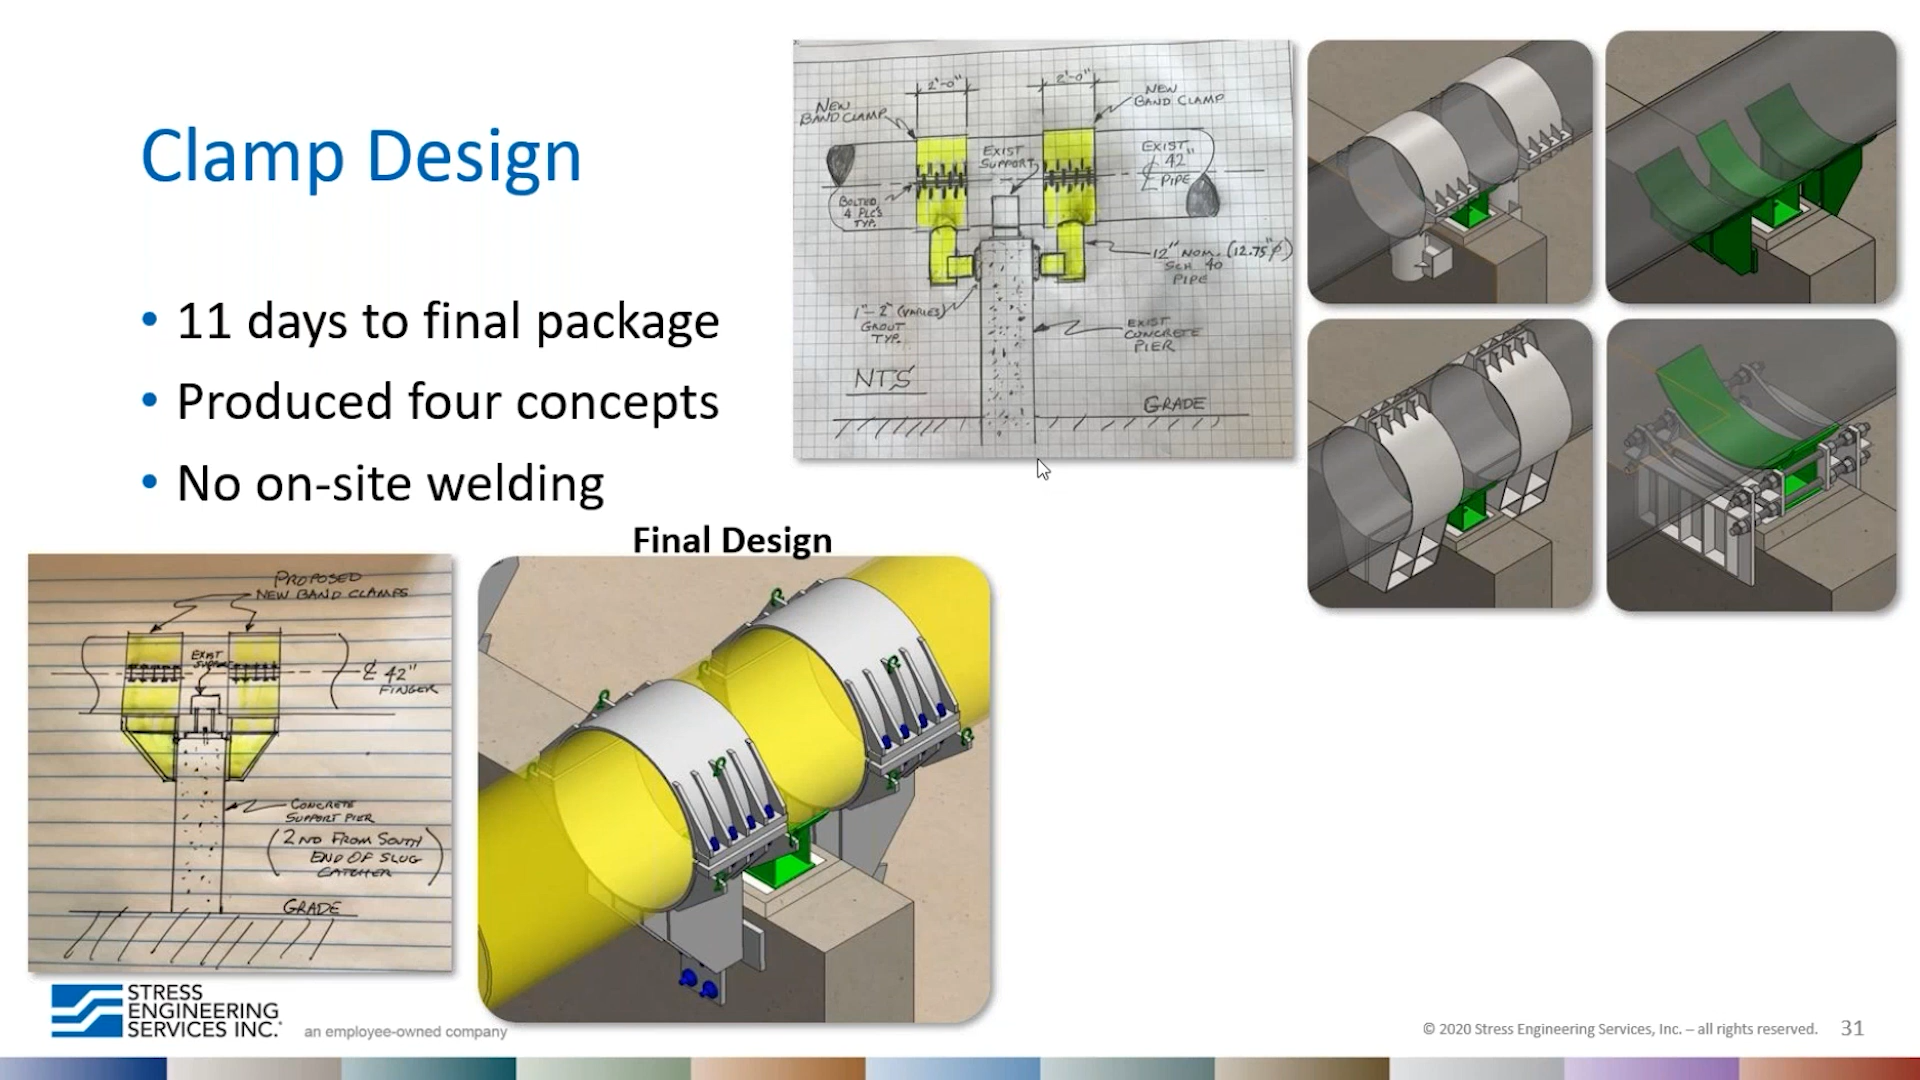 Clamp Design
• 11 days to final package
• Produced four concepts
• No on-site welding
2'-0"
2'-0"
NEW
BAND CLAMP
NEW
BAND CLAMP
EXIST
SUPPORT
EXIST
42"
PIPE
BOLTED
4 PLC'S
TYP.
12" NOM. (12.75"Ø)
SCH 40
PIPE
1"-2" (VARIES)
GROUT
TYP.
EXIST
CONCRETE
PIER
NTS
GRADE
Final Design
PROPOSED
NEW BAND CLAMPS
EXIST
℄ 42"
FINGER
CONCRETE
SUPPORT PIER
(2ND FROM SOUTH
END OF SLUG
CATCHER)
GRADE
STRESS
ENGINEERING
SERVICES INC.
an employee-owned company
© 2020 Stress Engineering Services, Inc. – all rights reserved.
31